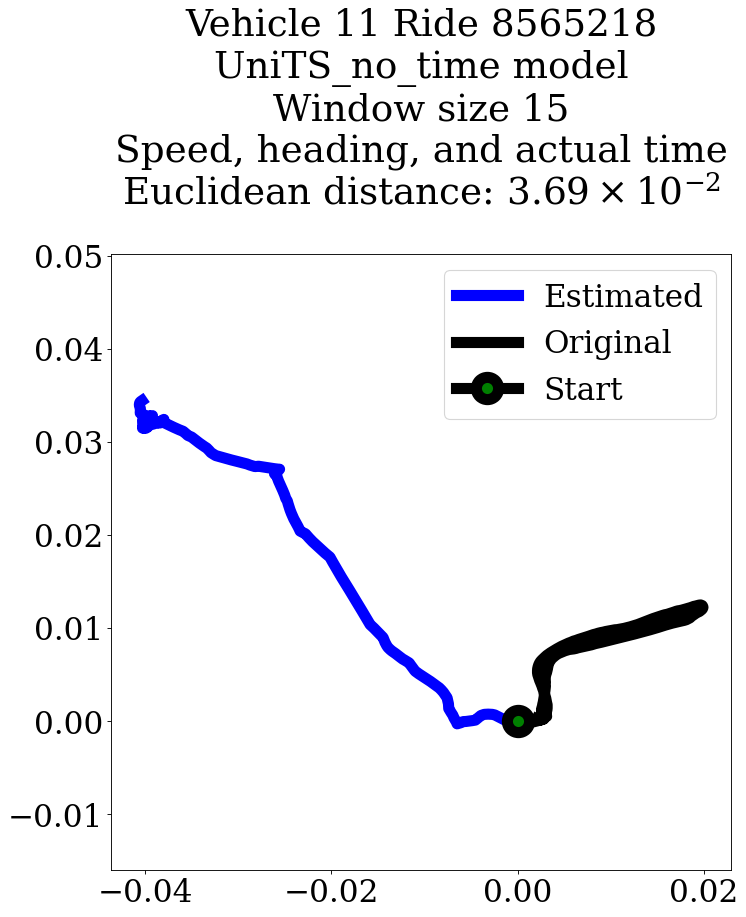 Vehicle 11 Ride 8565218
UniTS_no_time model
Window size 15
Speed, heading, and actual time
Euclidean distance: 3.69 × 10⁻²
Estimated
Original
Start
0.05
0.04
0.03
0.02
0.01
0.00
−0.01
−0.04
−0.02
0.00
0.02